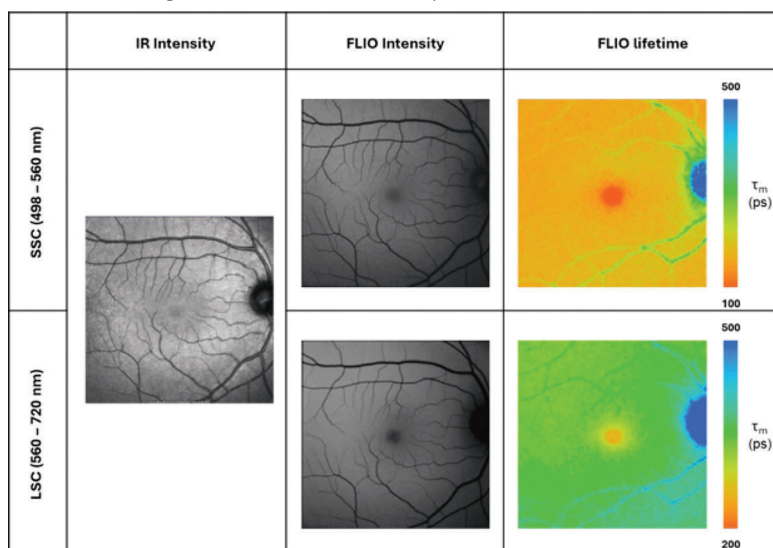 IR Intensity
FLIO Intensity
FLIO lifetime
SSC (498 – 560 nm)
500
τm
(ps)
100
LSC (560 – 720 nm)
500
τm
(ps)
200